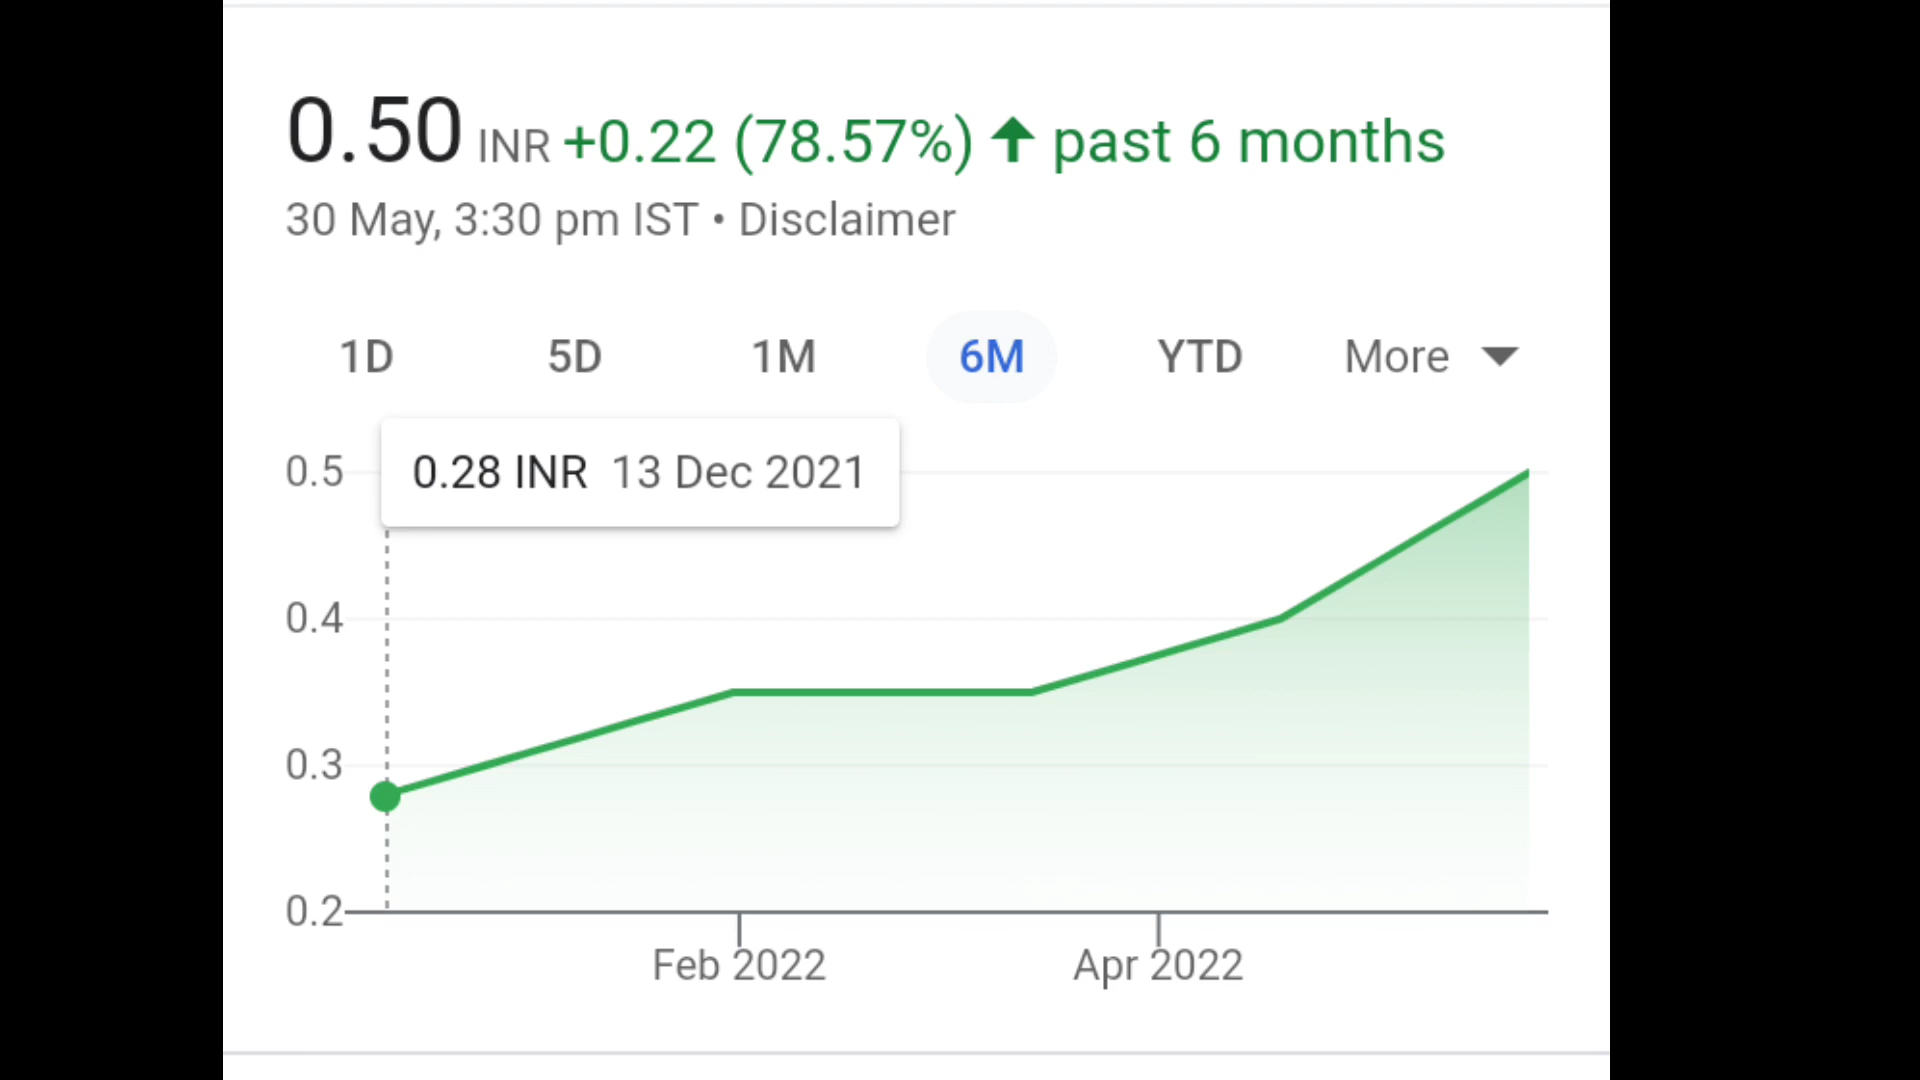 0.50 INR +0.22 (78.57%) ↑ past 6 months
30 May, 3:30 pm IST • Disclaimer
1D 5D 1M 6M YTD More
0.28 INR 13 Dec 2021
0.5
0.4
0.3
0.2
Feb 2022 Apr 2022